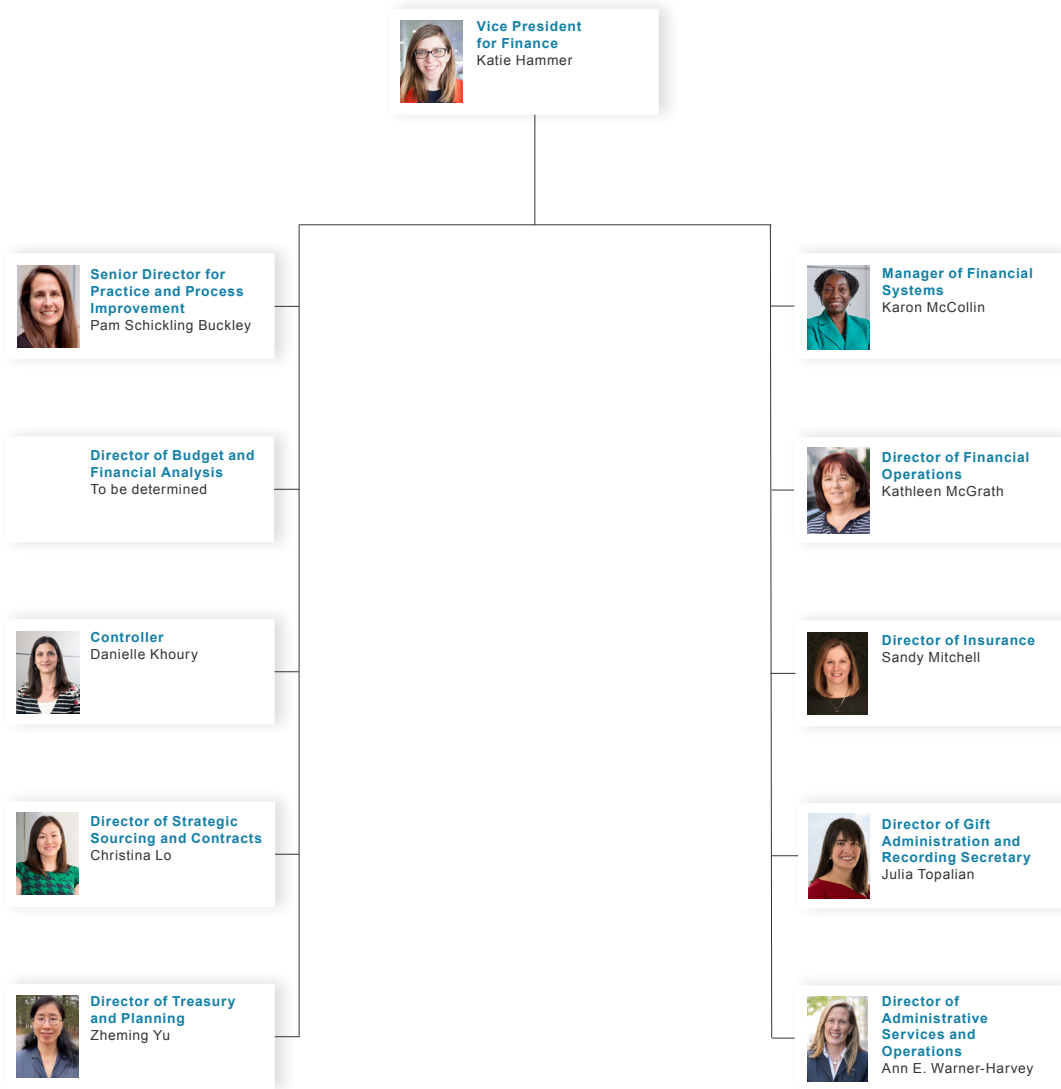 Vice President
for Finance
Katie Hammer
Senior Director for
Practice and Process
Improvement
Pam Schickling Buckley
Director of Budget and
Financial Analysis
To be determined
Controller
Danielle Khoury
Director of Strategic
Sourcing and Contracts
Christina Lo
Director of Treasury
and Planning
Zheming Yu
Manager of Financial
Systems
Karon McCollin
Director of Financial
Operations
Kathleen McGrath
Director of Insurance
Sandy Mitchell
Director of Gift
Administration and
Recording Secretary
Julia Topalian
Director of
Administrative
Services and
Operations
Ann E. Warner-Harvey